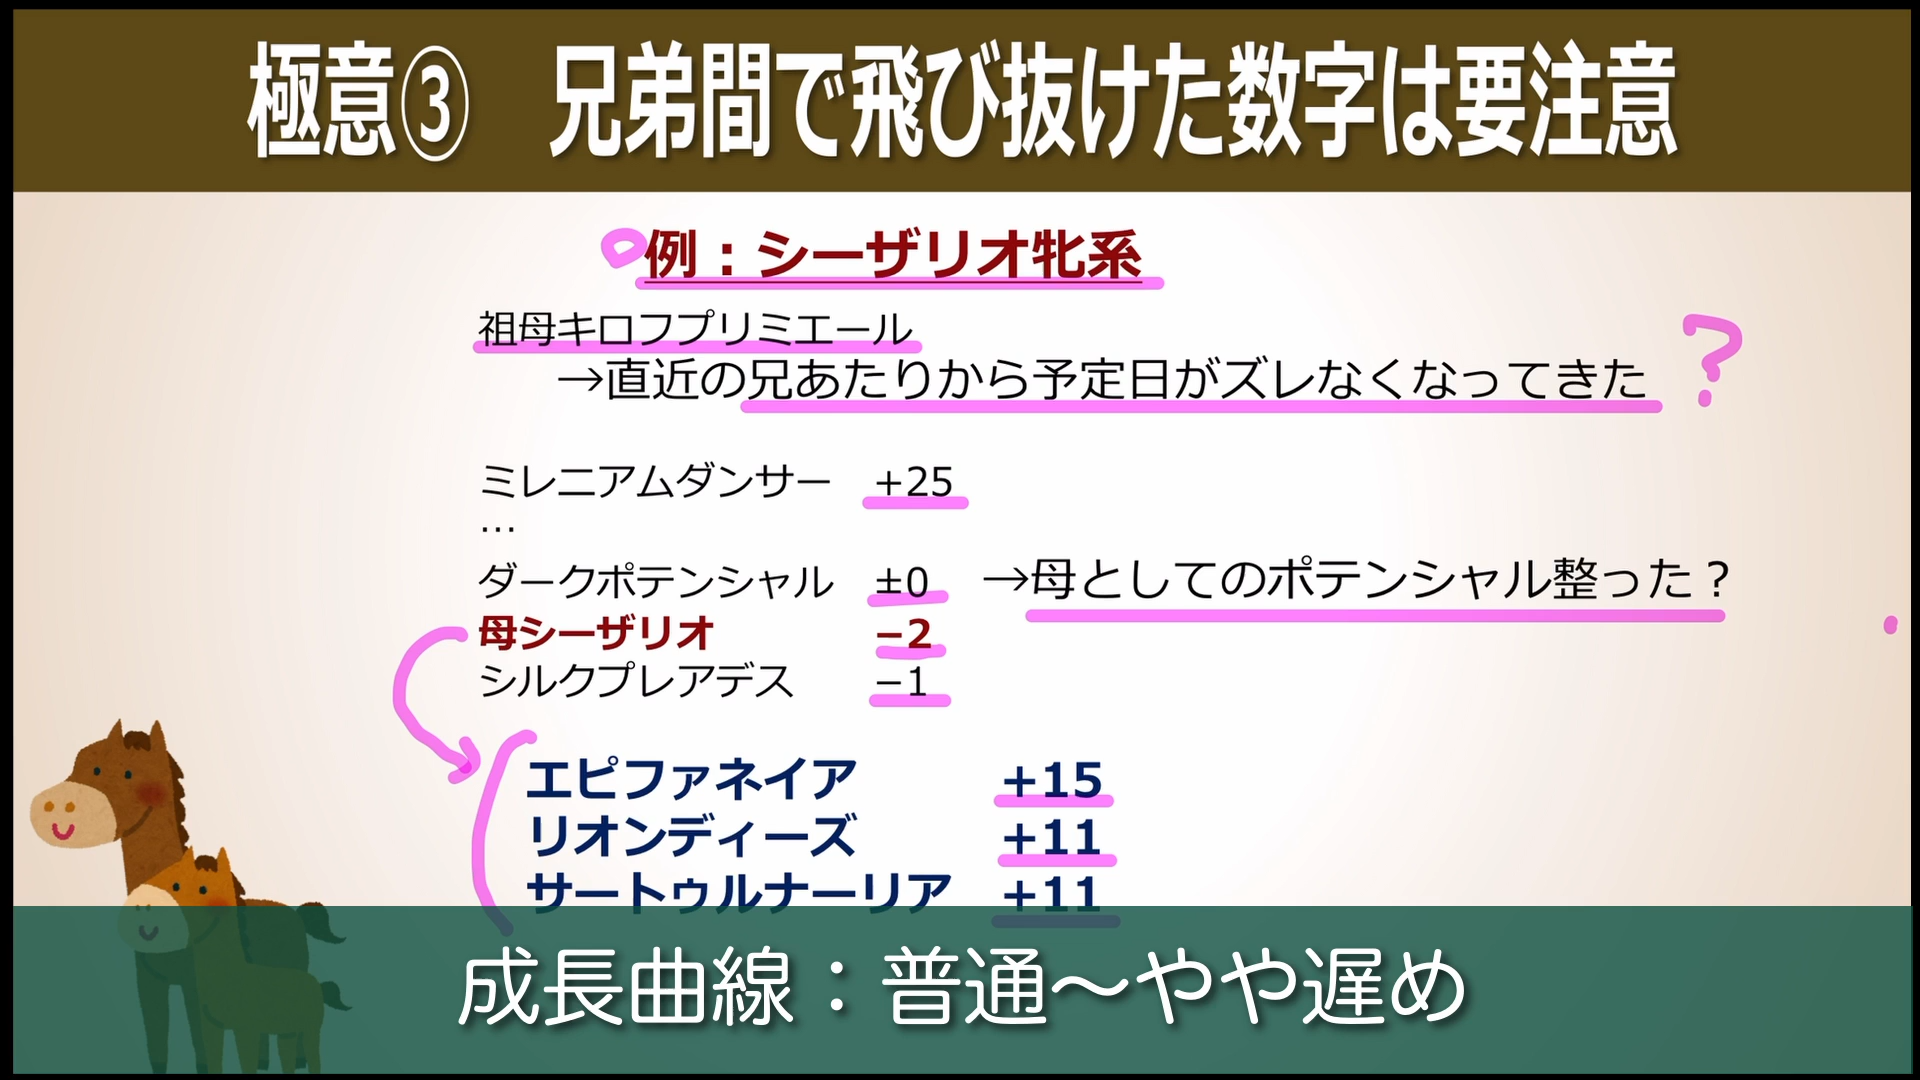 極意③ 兄弟間で飛び抜けた数字は要注意
例：シーザリオ牝系
祖母キロフプリミエール
→直近の兄あたりから予定日がズレなくなってきた
?
ミレニアムダンサー +25
…
ダークポテンシャル ±0 →母としてのポテンシャル整った？
母シーザリオ −2
シルクプレアデス −1
エピファネイア +15
リオンディーズ +11
サートゥルナーリア +11
成長曲線：普通～やや遅め